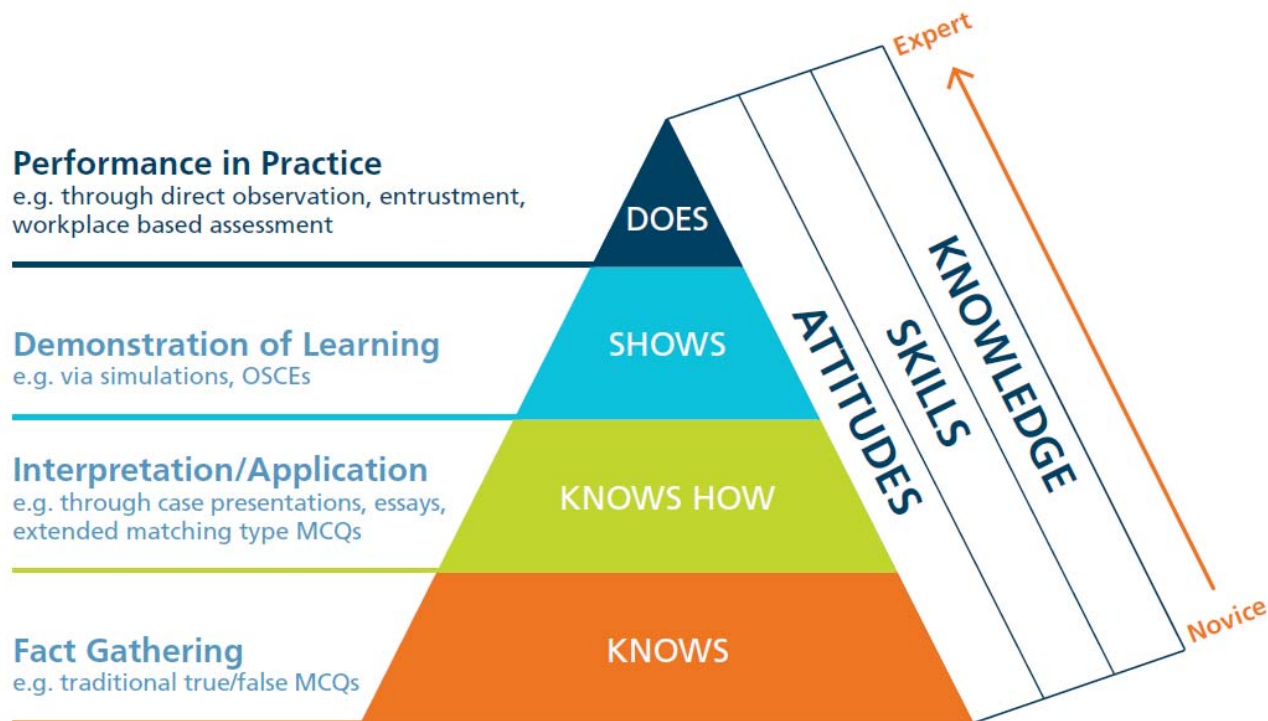 Expert
Performance in Practice
e.g. through direct observation, entrustment,
workplace based assessment
DOES
Demonstration of Learning
e.g. via simulations, OSCEs
SHOWS
Interpretation/Application
e.g. through case presentations, essays,
extended matching type MCQs
KNOWS HOW
Fact Gathering
e.g. traditional true/false MCQs
KNOWS
ATTITUDES
SKILLS
KNOWLEDGE
Novice